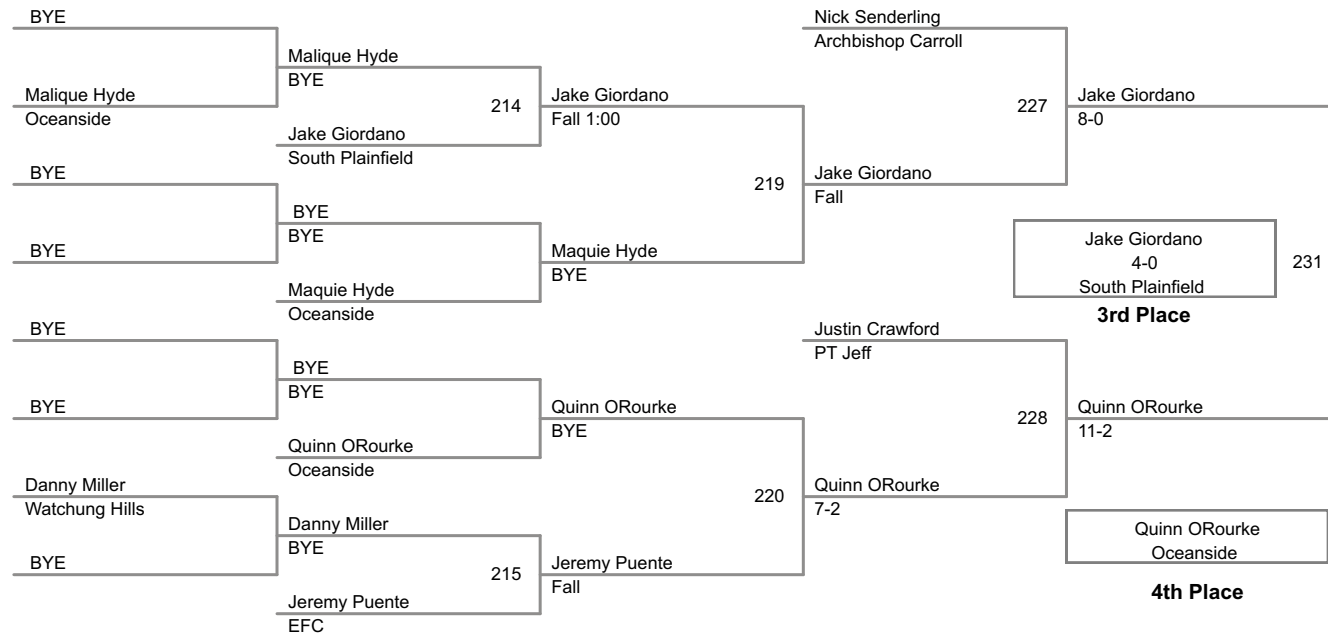 BYE
Malique Hyde
Oceanside
BYE
BYE
BYE
BYE
Danny Miller
Watchung Hills
BYE
Malique Hyde
BYE
214
Jake Giordano
South Plainfield
BYE
BYE
Maquie Hyde
Oceanside
BYE
BYE
Quinn ORourke
Oceanside
Danny Miller
BYE
215
Jeremy Puente
EFC
Jake Giordano
Fall 1:00
219
Maquie Hyde
BYE
Quinn ORourke
BYE
220
Jeremy Puente
Fall
Nick Senderling
Archbishop Carroll
227
Jake Giordano
Fall
Justin Crawford
PT Jeff
228
Quinn ORourke
7-2
Jake Giordano
8-0
Jake Giordano
4-0
South Plainfield
231
3rd Place
Quinn ORourke
11-2
Quinn ORourke
Oceanside
4th Place